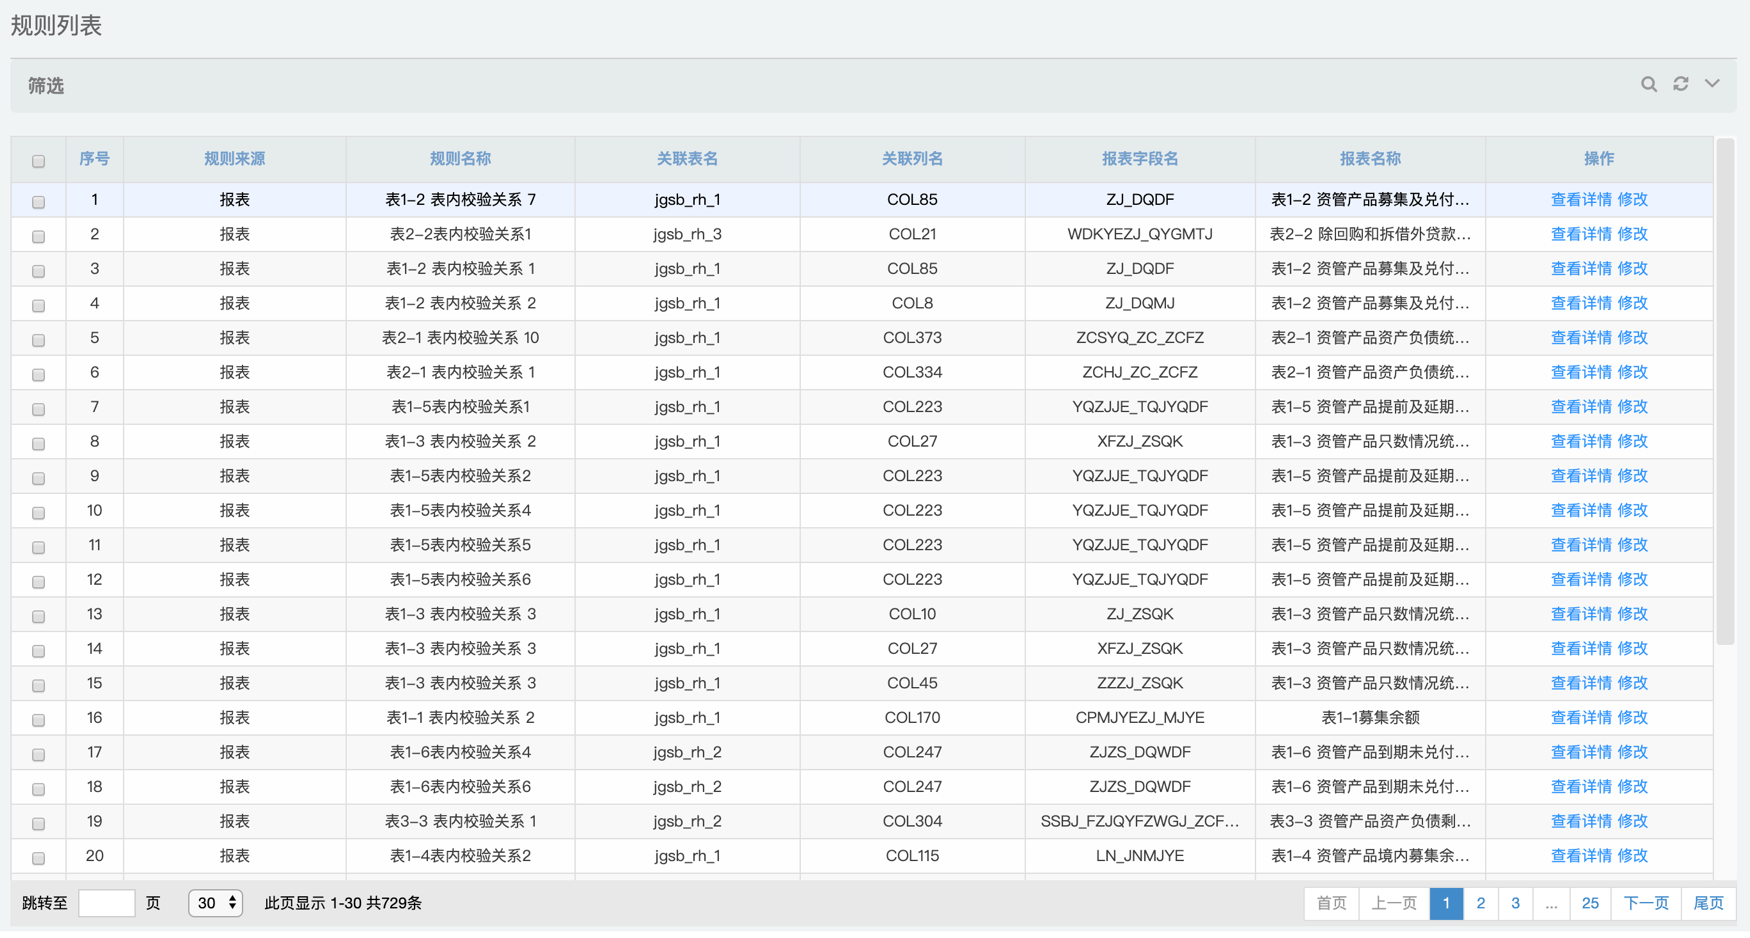 规则列表
筛选
序号 规则来源 规则名称 关联表名 关联列名 报表字段名 报表名称 操作
1 报表 表1-2 表内校验关系 7 jgsb_rh_1 COL85 ZJ_DQDF 表1-2 资管产品募集及兑付... 查看详情 修改
2 报表 表2-2表内校验关系1 jgsb_rh_3 COL21 WDKYEZJ_QYGMTJ 表2-2 除回购和拆借外贷款... 查看详情 修改
3 报表 表1-2 表内校验关系 1 jgsb_rh_1 COL85 ZJ_DQDF 表1-2 资管产品募集及兑付... 查看详情 修改
4 报表 表1-2 表内校验关系 2 jgsb_rh_1 COL8 ZJ_DQMJ 表1-2 资管产品募集及兑付... 查看详情 修改
5 报表 表2-1 表内校验关系 10 jgsb_rh_1 COL373 ZCSYQ_ZC_ZCFZ 表2-1 资管产品资产负债统... 查看详情 修改
6 报表 表2-1 表内校验关系 1 jgsb_rh_1 COL334 ZCHJ_ZC_ZCFZ 表2-1 资管产品资产负债统... 查看详情 修改
7 报表 表1-5表内校验关系1 jgsb_rh_1 COL223 YQZJJE_TQJYQDF 表1-5 资管产品提前及延期... 查看详情 修改
8 报表 表1-3 表内校验关系 2 jgsb_rh_1 COL27 XFZJ_ZSQK 表1-3 资管产品只数情况统... 查看详情 修改
9 报表 表1-5表内校验关系2 jgsb_rh_1 COL223 YQZJJE_TQJYQDF 表1-5 资管产品提前及延期... 查看详情 修改
10 报表 表1-5表内校验关系4 jgsb_rh_1 COL223 YQZJJE_TQJYQDF 表1-5 资管产品提前及延期... 查看详情 修改
11 报表 表1-5表内校验关系5 jgsb_rh_1 COL223 YQZJJE_TQJYQDF 表1-5 资管产品提前及延期... 查看详情 修改
12 报表 表1-5表内校验关系6 jgsb_rh_1 COL223 YQZJJE_TQJYQDF 表1-5 资管产品提前及延期... 查看详情 修改
13 报表 表1-3 表内校验关系 3 jgsb_rh_1 COL10 ZJ_ZSQK 表1-3 资管产品只数情况统... 查看详情 修改
14 报表 表1-3 表内校验关系 3 jgsb_rh_1 COL27 XFZJ_ZSQK 表1-3 资管产品只数情况统... 查看详情 修改
15 报表 表1-3 表内校验关系 3 jgsb_rh_1 COL45 ZZZJ_ZSQK 表1-3 资管产品只数情况统... 查看详情 修改
16 报表 表1-1 表内校验关系 2 jgsb_rh_1 COL170 CPMJYEZJ_MJYE 表1-1募集余额 查看详情 修改
17 报表 表1-6表内校验关系4 jgsb_rh_2 COL247 ZJZS_DQWDF 表1-6 资管产品到期未兑付... 查看详情 修改
18 报表 表1-6表内校验关系6 jgsb_rh_2 COL247 ZJZS_DQWDF 表1-6 资管产品到期未兑付... 查看详情 修改
19 报表 表3-3 表内校验关系 1 jgsb_rh_2 COL304 SSBJ_FZJQYFZWGJ_ZCF... 表3-3 资管产品资产负债剩... 查看详情 修改
20 报表 表1-4表内校验关系2 jgsb_rh_1 COL115 LN_JNMJYE 表1-4 资管产品境内募集余... 查看详情 修改
跳转至 页 30 此页显示 1-30 共729条 首页 上一页 1 2 3 ... 25 下一页 尾页